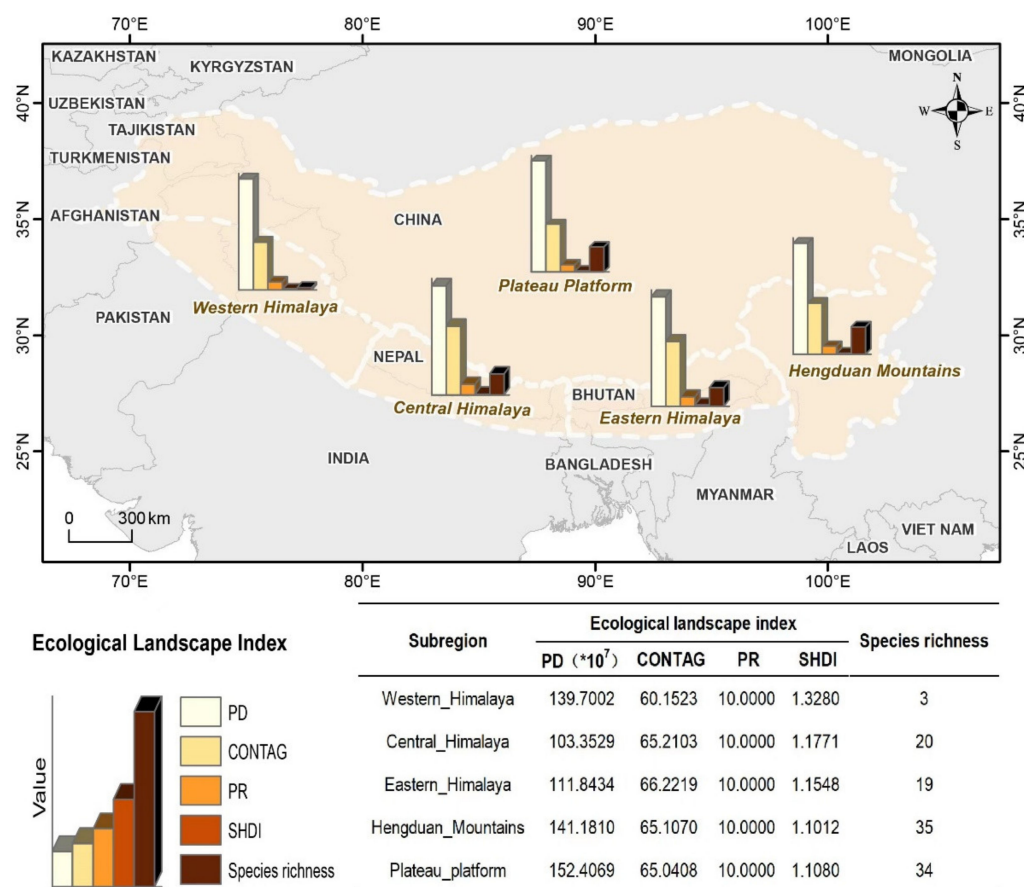 70°E 80°E 90°E 100°E
KAZAKHSTAN
KYRGYZSTAN
MONGOLIA
N
40°N UZBEKISTAN W E 40°N
TAJIKISTAN
S
TURKMENISTAN
35°N AFGHANISTAN CHINA 35°N
Plateau Platform
Western Himalaya
PAKISTAN
30°N 30°N
NEPAL
Hengduan Mountains
BHUTAN
Central Himalaya
Eastern Himalaya
25°N INDIA BANGLADESH 25°N
MYANMAR
0 300 km
VIET NAM
LAOS
70°E 80°E 90°E 100°E
Ecological Landscape Index
Value
PD
CONTAG
PR
SHDI
Species richness
Subregion Ecological landscape index Species richness
PD (*10⁷) CONTAG PR SHDI
Western_Himalaya 139.7002 60.1523 10.0000 1.3280 3
Central_Himalaya 103.3529 65.2103 10.0000 1.1771 20
Eastern_Himalaya 111.8434 66.2219 10.0000 1.1548 19
Hengduan_Mountains 141.1810 65.1070 10.0000 1.1012 35
Plateau_platform 152.4069 65.0408 10.0000 1.1080 34